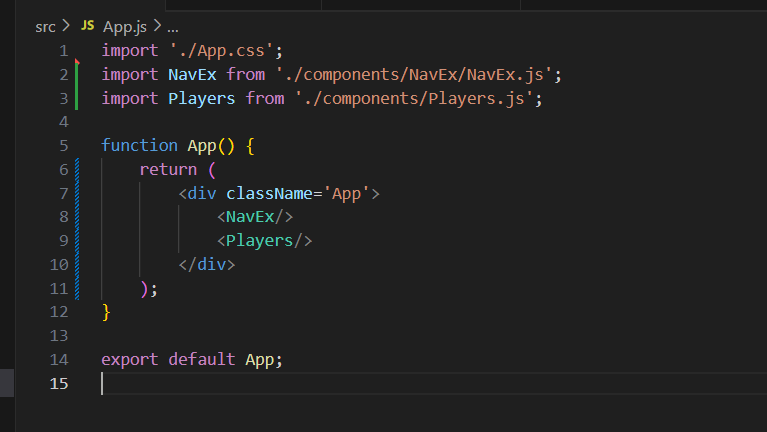 src > JS App.js > ...
1 import './App.css';
2 import NavEx from './components/NavEx/NavEx.js';
3 import Players from './components/Players.js';
4
5 function App() {
6     return (
7         <div className='App'>
8             <NavEx/>
9             <Players/>
10         </div>
11     );
12 }
13
14 export default App;
15